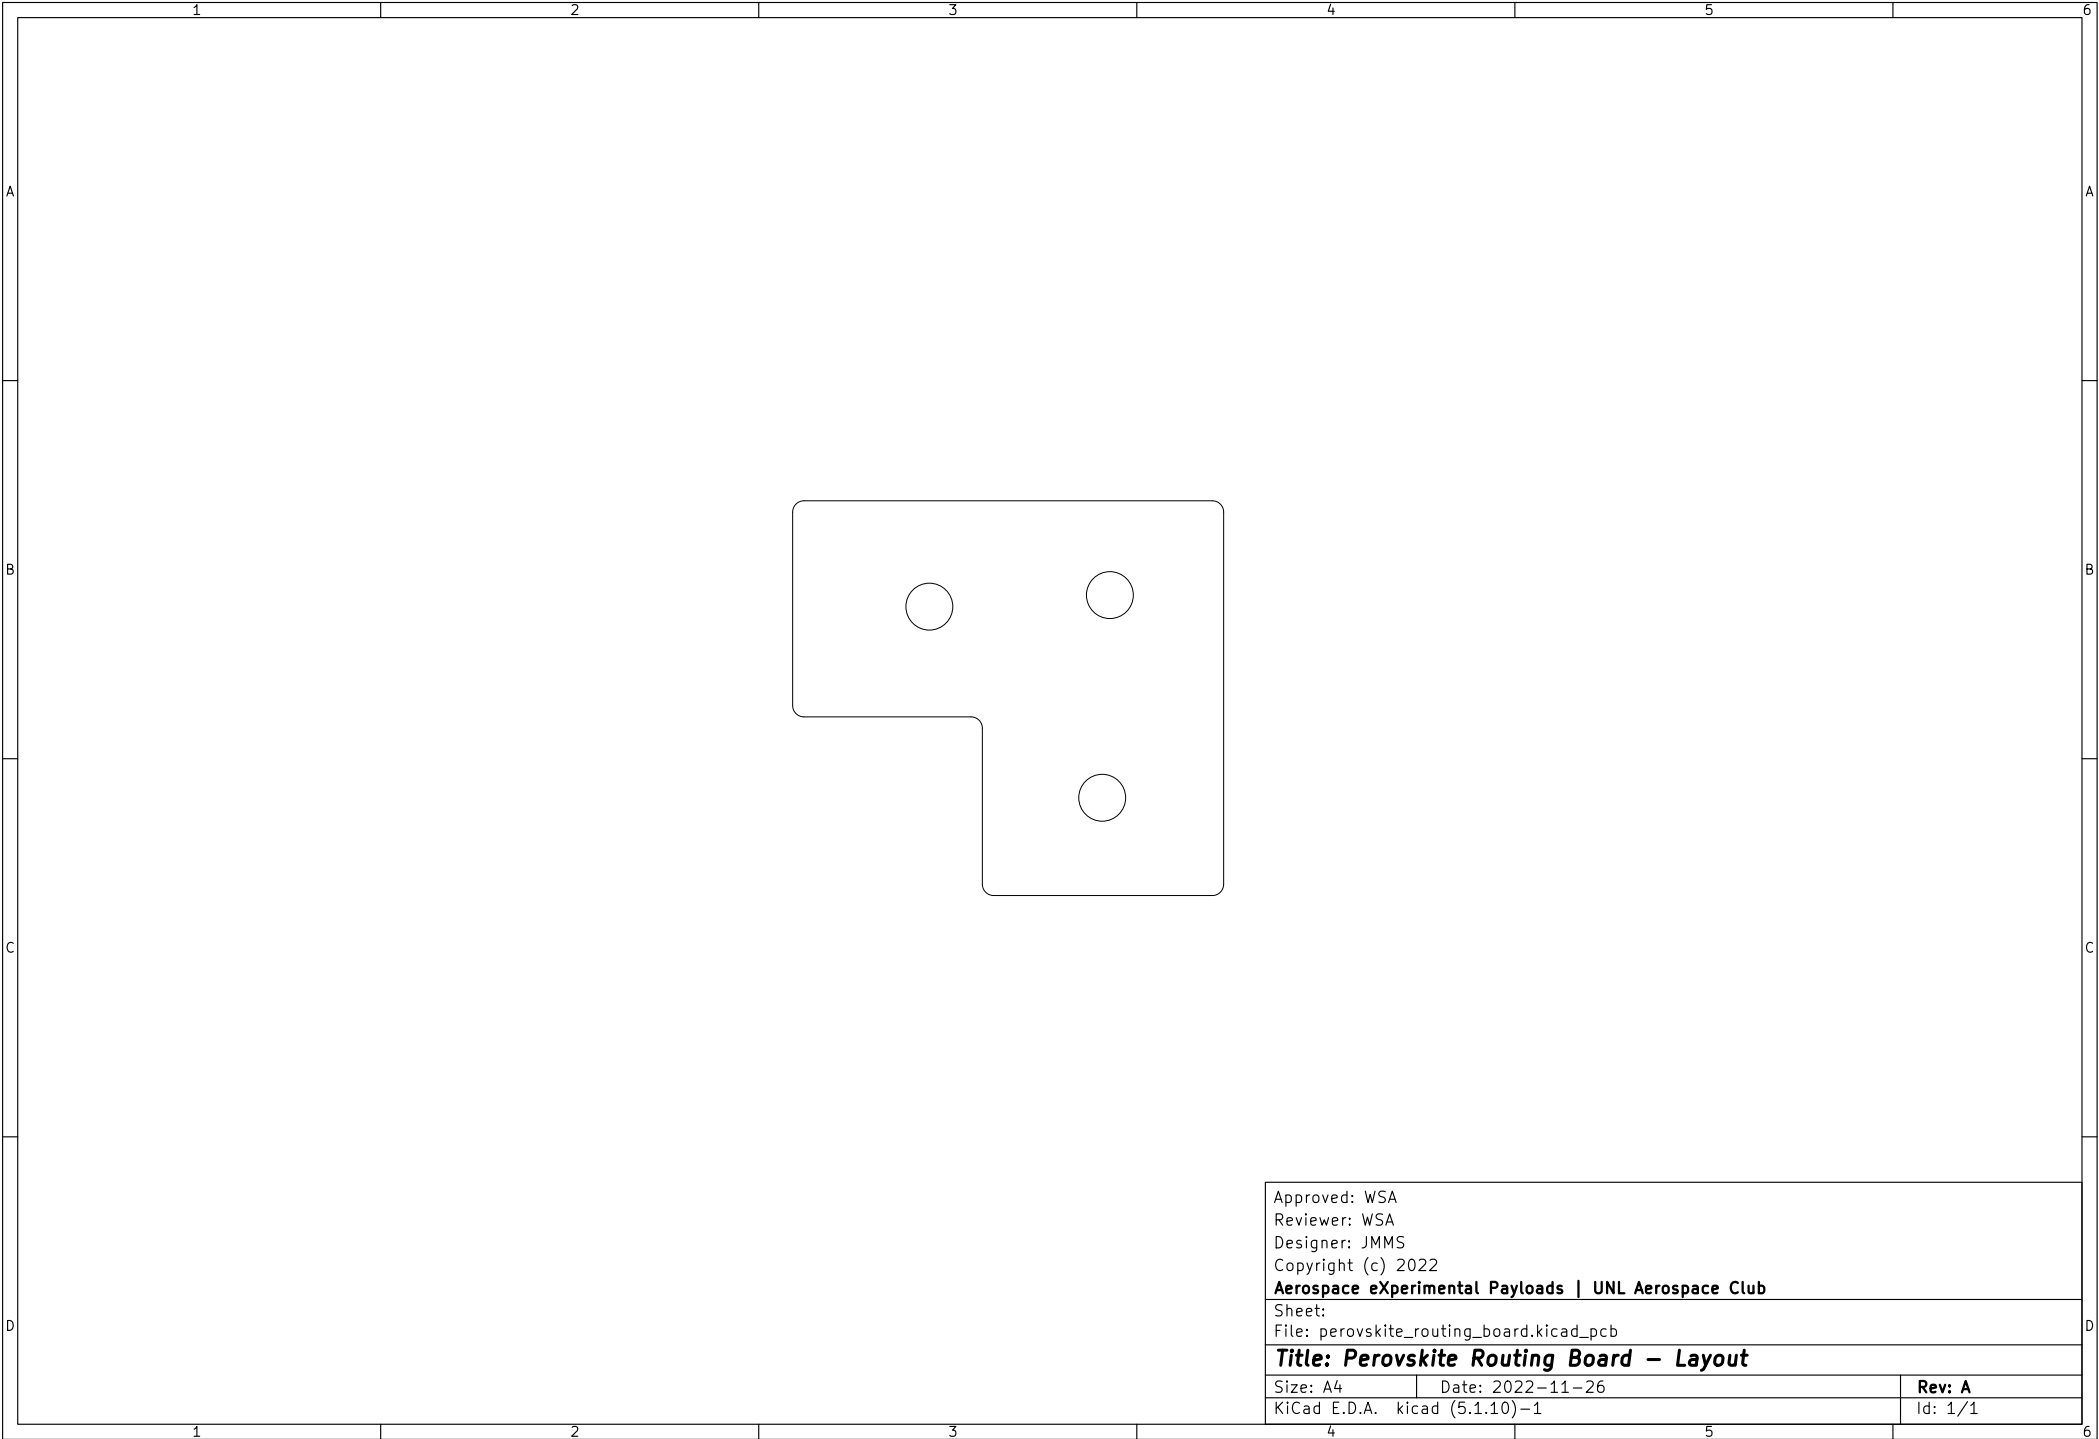 1 2 3 4 5 6
A A
B B
C C
Approved: WSA
Reviewer: WSA
Designer: JMMS
Copyright (c) 2022
Aerospace eXperimental Payloads | UNL Aerospace Club
Sheet:
D D
File: perovskite_routing_board.kicad_pcb
Title: Perovskite Routing Board – Layout
Size: A4 Date: 2022–11–26 Rev: A
KiCad E.D.A. kicad (5.1.10)–1 Id: 1/1
1 2 3 4 5 6